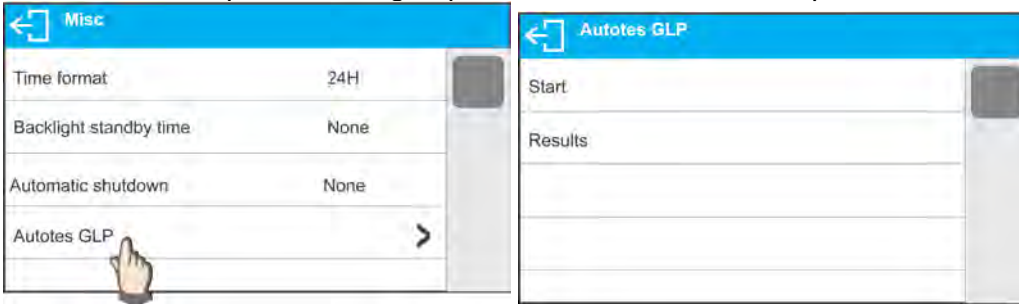 Misc
Time format 24H
Backlight standby time None
Automatic shutdown None
Autotes GLP >
Autotes GLP
Start
Results